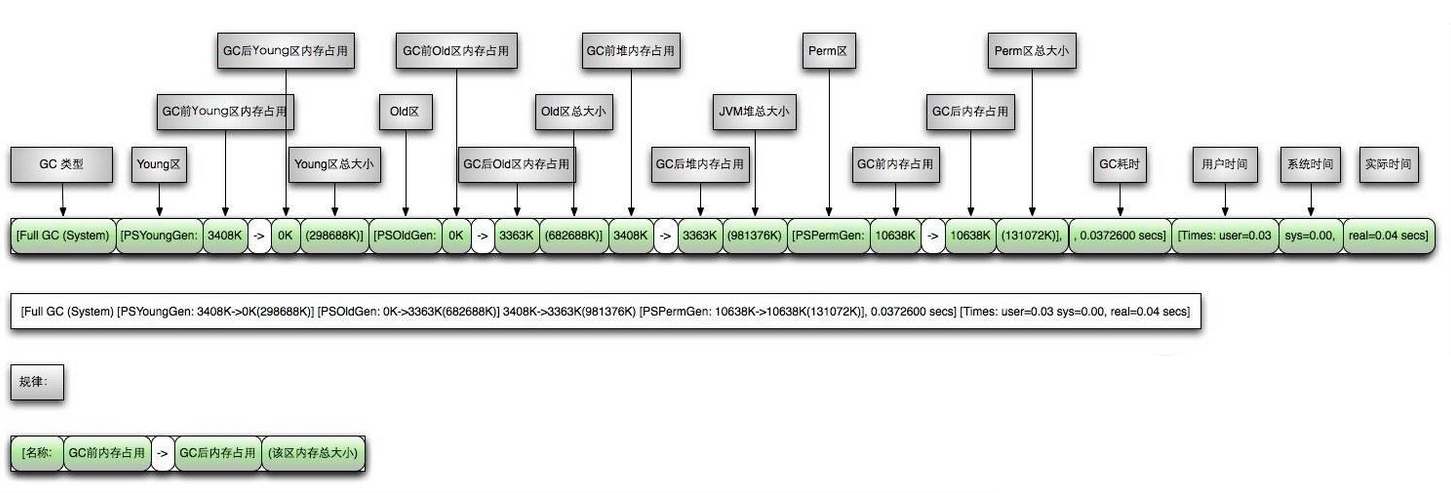 GC后Young区内存占用 GC前Old区内存占用 GC前堆内存占用 Perm区 Perm区总大小
GC前Young区内存占用 Old区 Old区总大小 JVM堆总大小 GC后内存占用
GC 类型 Young区 Young区总大小 GC后Old区内存占用 GC后堆内存占用 GC前内存占用 GC耗时 用户时间 系统时间 实际时间
[Full GC (System) [PSYoungGen: 3408K -> 0K (298688K)] [PSOldGen: 0K -> 3363K (682688K)] 3408K -> 3363K (981376K) [PSPermGen: 10638K -> 10638K (131072K)], , 0.0372600 secs] [Times: user=0.03 sys=0.00, real=0.04 secs]
[Full GC (System) [PSYoungGen: 3408K->0K(298688K)] [PSOldGen: 0K->3363K(682688K)] 3408K->3363K(981376K) [PSPermGen: 10638K->10638K(131072K)], 0.0372600 secs] [Times: user=0.03 sys=0.00, real=0.04 secs]
规律：
[名称: GC前内存占用 -> GC后内存占用 (该区内存总大小)